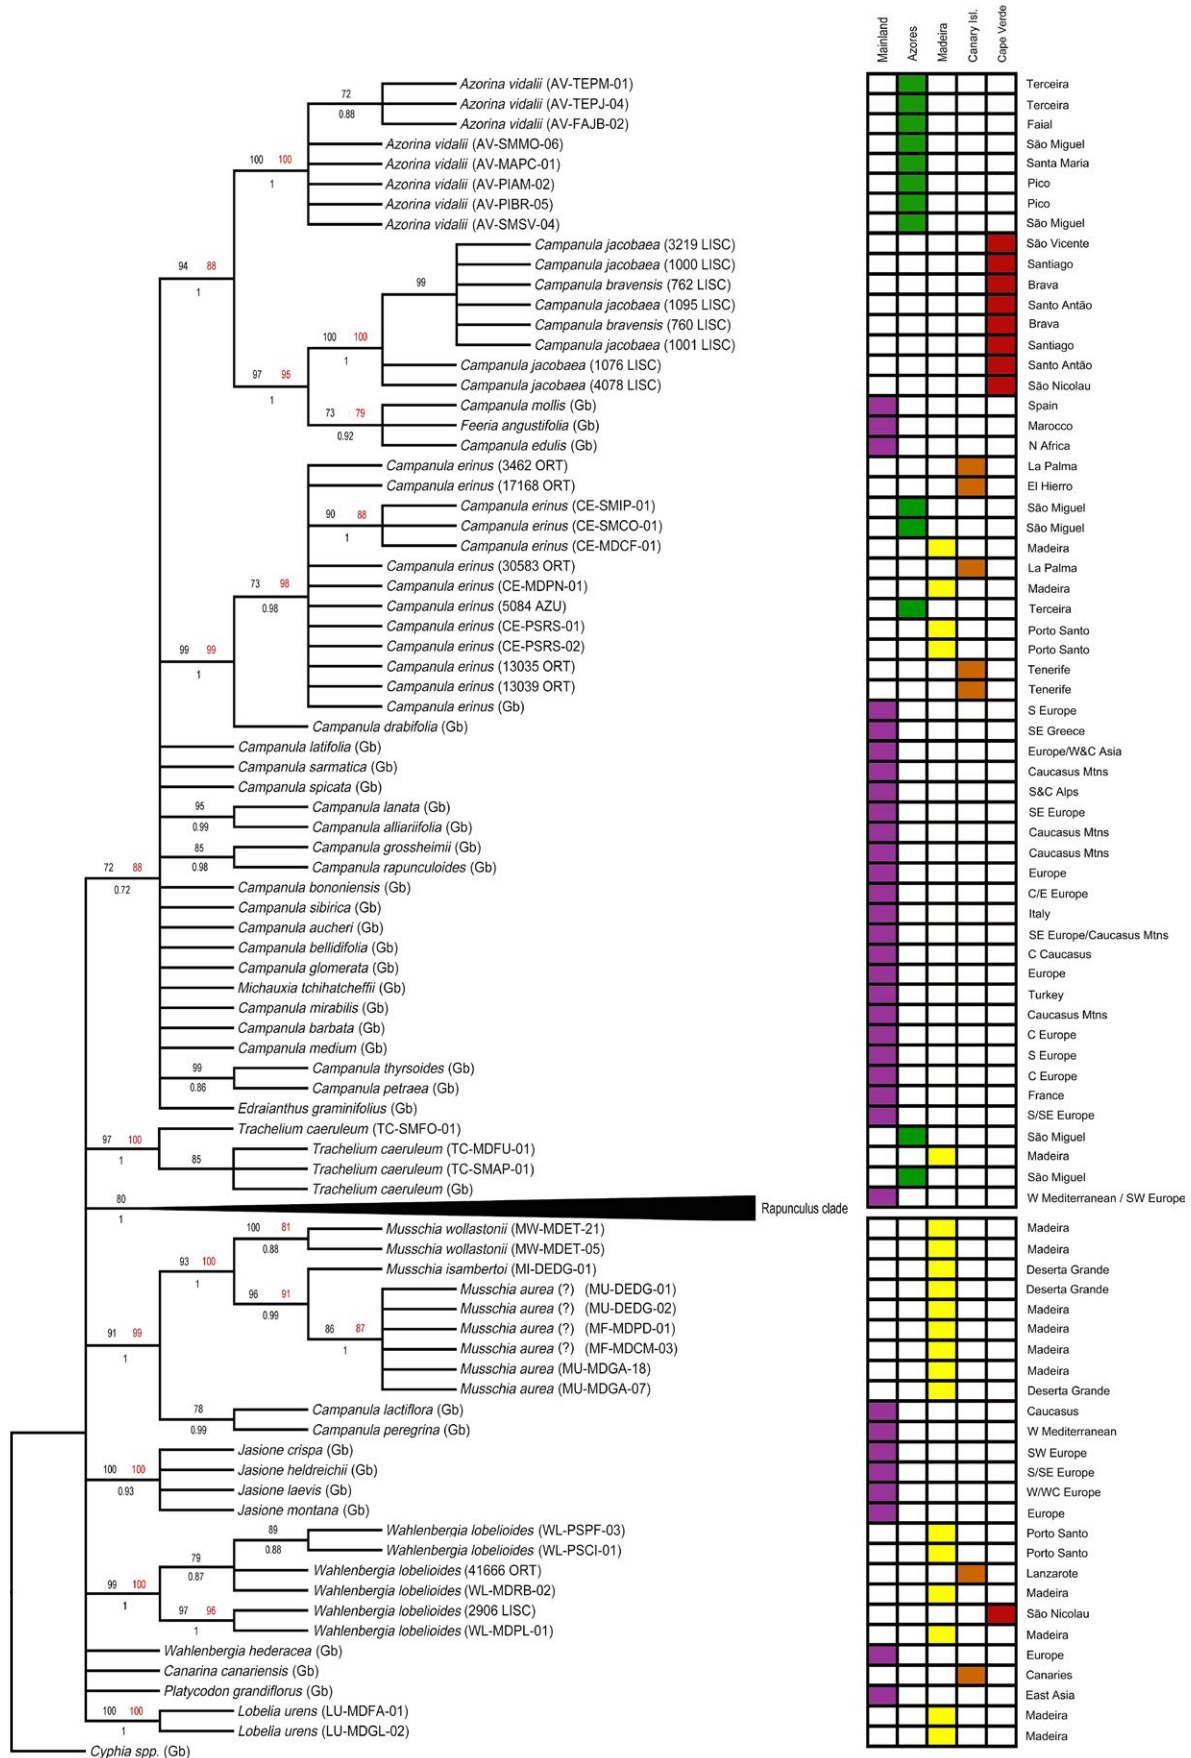 Mainland Azores Madeira Canary Isl. Cape Verde
Azorina vidalii (AV-TEPM-01) Terceira
72
Azorina vidalii (AV-TEPJ-04) Terceira
0.88
Azorina vidalii (AV-FAJB-02) Faial
Azorina vidalii (AV-SMMO-06) São Miguel
100 100
Azorina vidalii (AV-MAPC-01) Santa Maria
1
Azorina vidalii (AV-PIAM-02) Pico
Azorina vidalii (AV-PIBR-05) Pico
Azorina vidalii (AV-SMSV-04) São Miguel
Campanula jacobaea (3219 LISC) São Vicente
94 88
Campanula jacobaea (1000 LISC) Santiago
99
Campanula bravensis (762 LISC) Brava
1
Campanula jacobaea (1095 LISC) Santo Antão
Campanula bravensis (760 LISC) Brava
100 100
Campanula jacobaea (1001 LISC) Santiago
1
Campanula jacobaea (1076 LISC) Santo Antão
97 95
Campanula jacobaea (4078 LISC) São Nicolau
1
Campanula mollis (Gb) Spain
73 79
Feeria angustifolia (Gb) Marocco
0.92
Campanula edulis (Gb) N Africa
Campanula erinus (3462 ORT) La Palma
Campanula erinus (17168 ORT) El Hierro
Campanula erinus (CE-SMIP-01) São Miguel
90 88
Campanula erinus (CE-SMCO-01) São Miguel
1
Campanula erinus (CE-MDCF-01) Madeira
Campanula erinus (30583 ORT) La Palma
73 98
Campanula erinus (CE-MDPN-01) Madeira
0.98
Campanula erinus (5084 AZU) Terceira
Campanula erinus (CE-PSRS-01) Porto Santo
Campanula erinus (CE-PSRS-02) Porto Santo
99 99
Campanula erinus (13035 ORT) Tenerife
1
Campanula erinus (13039 ORT) Tenerife
Campanula erinus (Gb) S Europe
Campanula drabifolia (Gb) SE Greece
Campanula latifolia (Gb) Europe/W&C Asia
Campanula sarmatica (Gb) Caucasus Mtns
Campanula spicata (Gb) S&C Alps
95
Campanula lanata (Gb) SE Europe
0.99
Campanula alliariifolia (Gb) Caucasus Mtns
85
Campanula grossheimii (Gb) Caucasus Mtns
0.98
Campanula rapunculoides (Gb) Europe
72 88
Campanula bononiensis (Gb) C/E Europe
0.72
Campanula sibirica (Gb) Italy
Campanula aucheri (Gb) SE Europe/Caucasus Mtns
Campanula bellidifolia (Gb) C Caucasus
Campanula glomerata (Gb) Europe
Michauxia tchihatcheffii (Gb) Turkey
Campanula mirabilis (Gb) Caucasus Mtns
Campanula barbata (Gb) C Europe
Campanula medium (Gb) S Europe
99
Campanula thyrsoides (Gb) C Europe
0.86
Campanula petraea (Gb) France
Edraianthus graminifolius (Gb) S/SE Europe
Trachelium caeruleum (TC-SMFO-01) São Miguel
97 100
Trachelium caeruleum (TC-MDFU-01) Madeira
1
85
Trachelium caeruleum (TC-SMAP-01) São Miguel
Trachelium caeruleum (Gb) W Mediterranean / SW Europe
80
Rapunculus clade
1
Musschia wollastonii (MW-MDET-21) Madeira
100 81
Musschia wollastonii (MW-MDET-05) Madeira
0.88
93 100
Musschia isambertoi (MI-DEDG-01) Deserta Grande
1
Musschia aurea (?) (MU-DEDG-01) Deserta Grande
96 91
Musschia aurea (?) (MU-DEDG-02) Madeira
0.99
Musschia aurea (?) (MF-MDPD-01) Madeira
86 87
Musschia aurea (?) (MF-MDCM-03) Madeira
91 99
1
1
Musschia aurea (MU-MDGA-18) Madeira
Musschia aurea (MU-MDGA-07) Deserta Grande
78
Campanula lactiflora (Gb) Caucasus
0.99
Campanula peregrina (Gb) W Mediterranean
Jasione crispa (Gb) SW Europe
100 100
Jasione heldreichii (Gb) S/SE Europe
0.93
Jasione laevis (Gb) W/WC Europe
Jasione montana (Gb) Europe
89
Wahlenbergia lobelioides (WL-PSPF-03) Porto Santo
0.88
Wahlenbergia lobelioides (WL-PSCI-01) Porto Santo
79
Wahlenbergia lobelioides (41666 ORT) Lanzarote
0.87
Wahlenbergia lobelioides (WL-MDRB-02) Madeira
99 100
1
97 96
Wahlenbergia lobelioides (2906 LISC) São Nicolau
1
Wahlenbergia lobelioides (WL-MDPL-01) Madeira
Wahlenbergia hederacea (Gb) Europe
Canarina canariensis (Gb) Canaries
Platycodon grandiflorus (Gb) East Asia
100 100
Lobelia urens (LU-MDFA-01) Madeira
1
Lobelia urens (LU-MDGL-02) Madeira
Cyphia spp. (Gb)